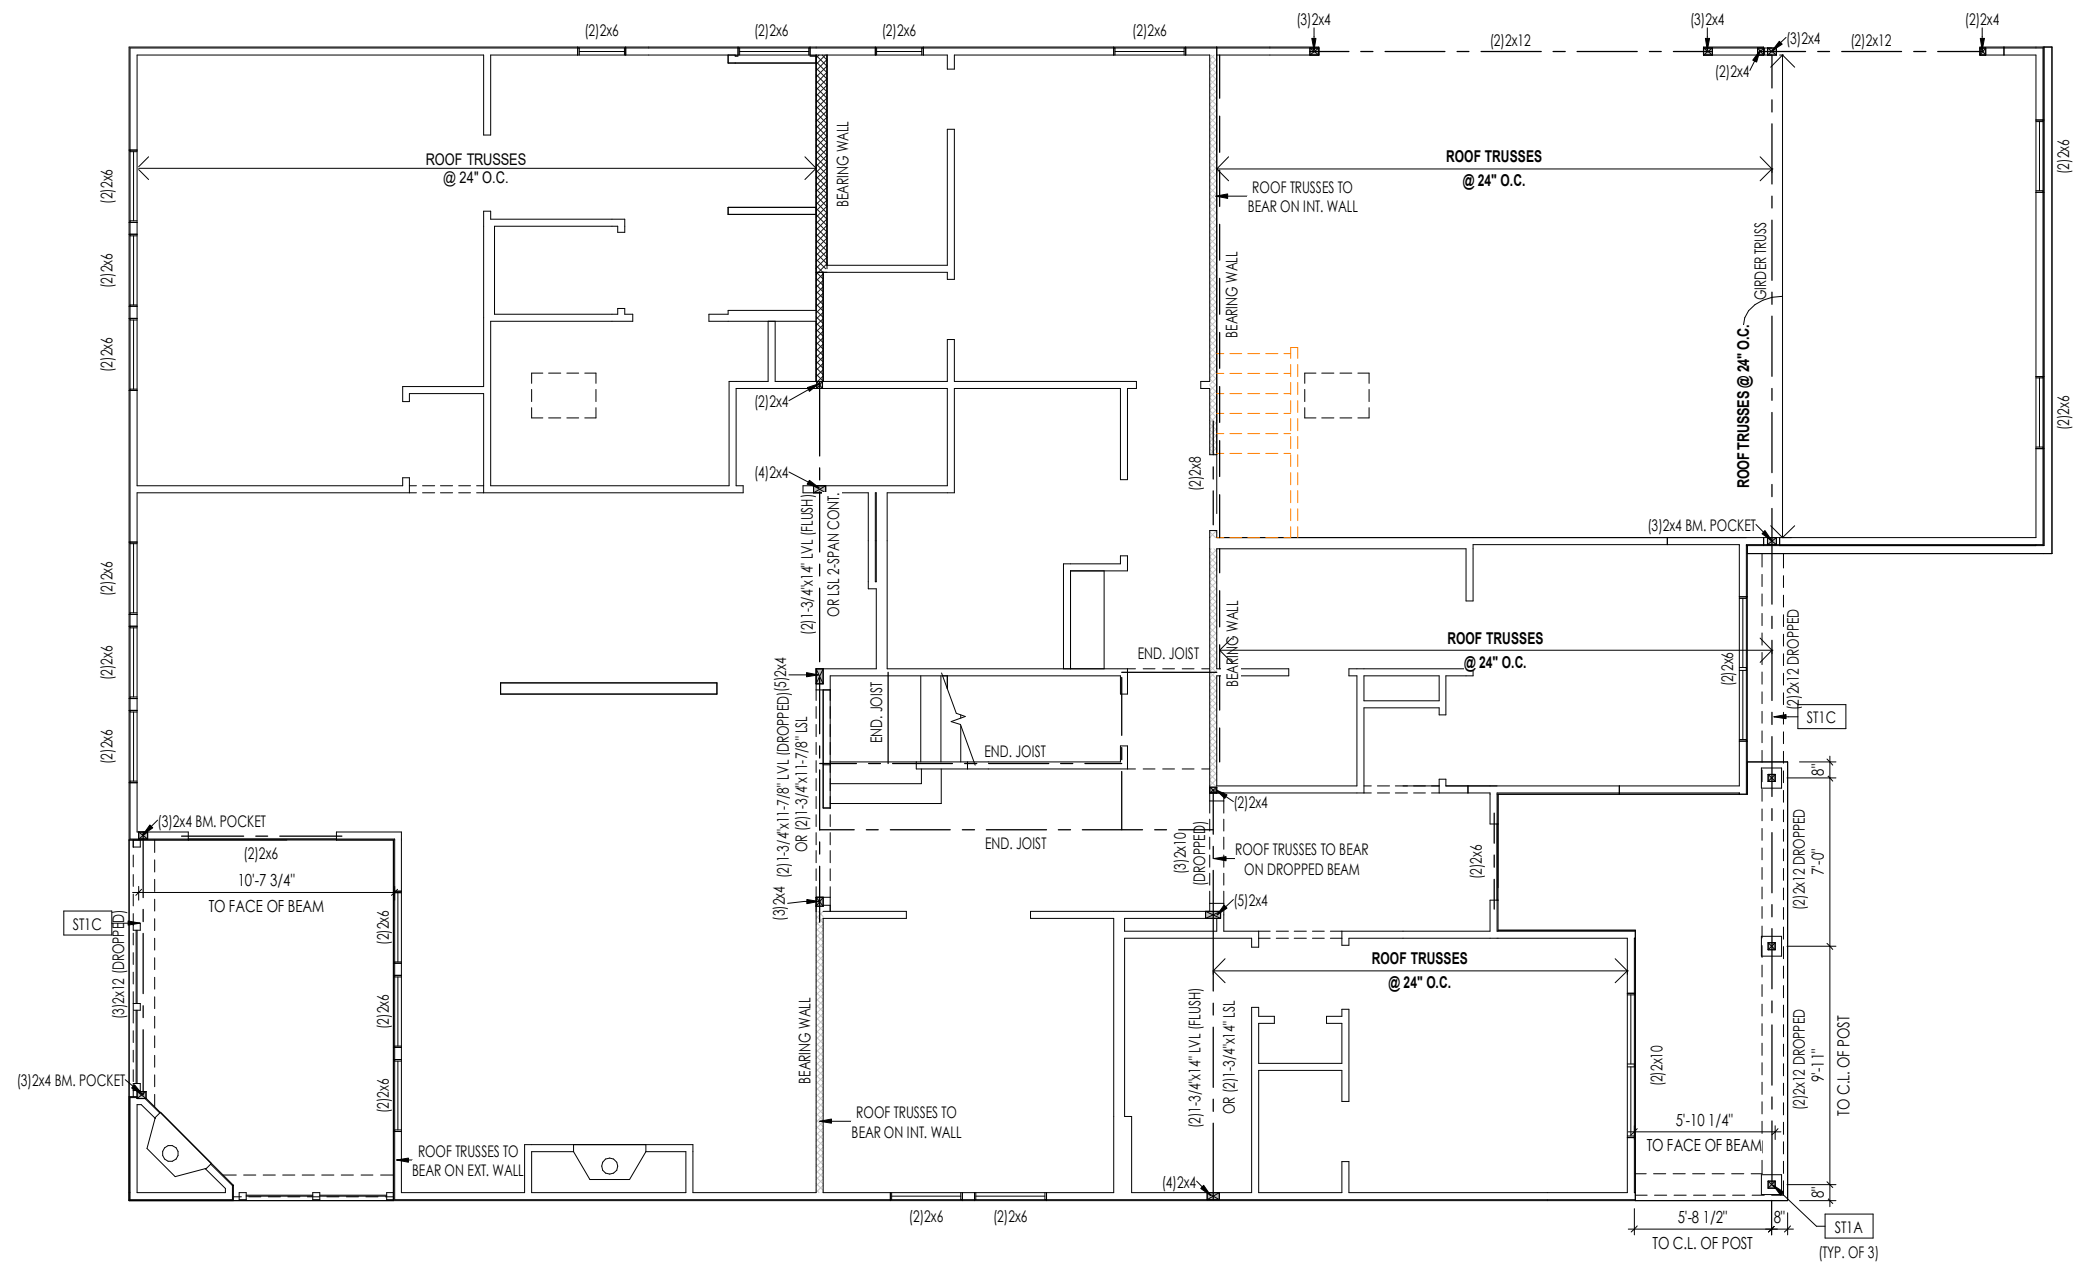 (2)2x6
(2)2x6
(2)2x6
(2)2x6
(3)2x4
(2)2x12
(3)2x4
(3)2x4
(2)2x12
(2)2x4
(2)2x4
ROOF TRUSSES
@ 24" O.C.
BEARING WALL
ROOF TRUSSES
@ 24" O.C.
ROOF TRUSSES TO
BEAR ON INT. WALL
(2)2x6
(2)2x6
(2)2x6
(2)2x6
(2)2x6
BEARING WALL
GIRDER TRUSS
ROOF TRUSSES @ 24" O.C.
(2)2x4
(4)2x4
(2)2x8
(3)2x4 BM. POCKET
(2)1-3/4"x14" LVL (FLUSH)
OR LSL 2-SPAN CONT.
(2)2x6
(2)2x6
(2)2x6
END. JOIST
BEARING WALL
ROOF TRUSSES
@ 24" O.C.
(2)2x6
(2)2x12 DROPPED
ST1C
(5)2x4
(2)1-3/4"x11-7/8" LVL (DROPPED)
OR (2)1-3/4"x11-7/8" LSL
END. JOIST
END. JOIST
END. JOIST
8"
(2)2x4
(3)2x4 BM. POCKET
(2)2x6
10'-7 3/4"
TO FACE OF BEAM
(3)2x10
(DROPPED)
ROOF TRUSSES TO BEAR
ON DROPPED BEAM
(2)2x6
(2)2x12 DROPPED
7'-0"
(3)2x4
(5)2x4
ST1C
(3)2x12 (DROPPED)
(2)2x6
(2)2x6
(2)2x6
ROOF TRUSSES
@ 24" O.C.
BEARING WALL
(2)1-3/4"x14" LVL (FLUSH)
OR (2)1-3/4"x14" LSL
(2)2x10
(2)2x12 DROPPED
9'-11"
TO C.L. OF POST
(3)2x4 BM. POCKET
ROOF TRUSSES TO
BEAR ON INT. WALL
ROOF TRUSSES TO
BEAR ON EXT. WALL
5'-10 1/4"
TO FACE OF BEAM
(4)2x4
8"
(2)2x6
(2)2x6
5'-8 1/2"
8"
TO C.L. OF POST
ST1A
(TYP. OF 3)